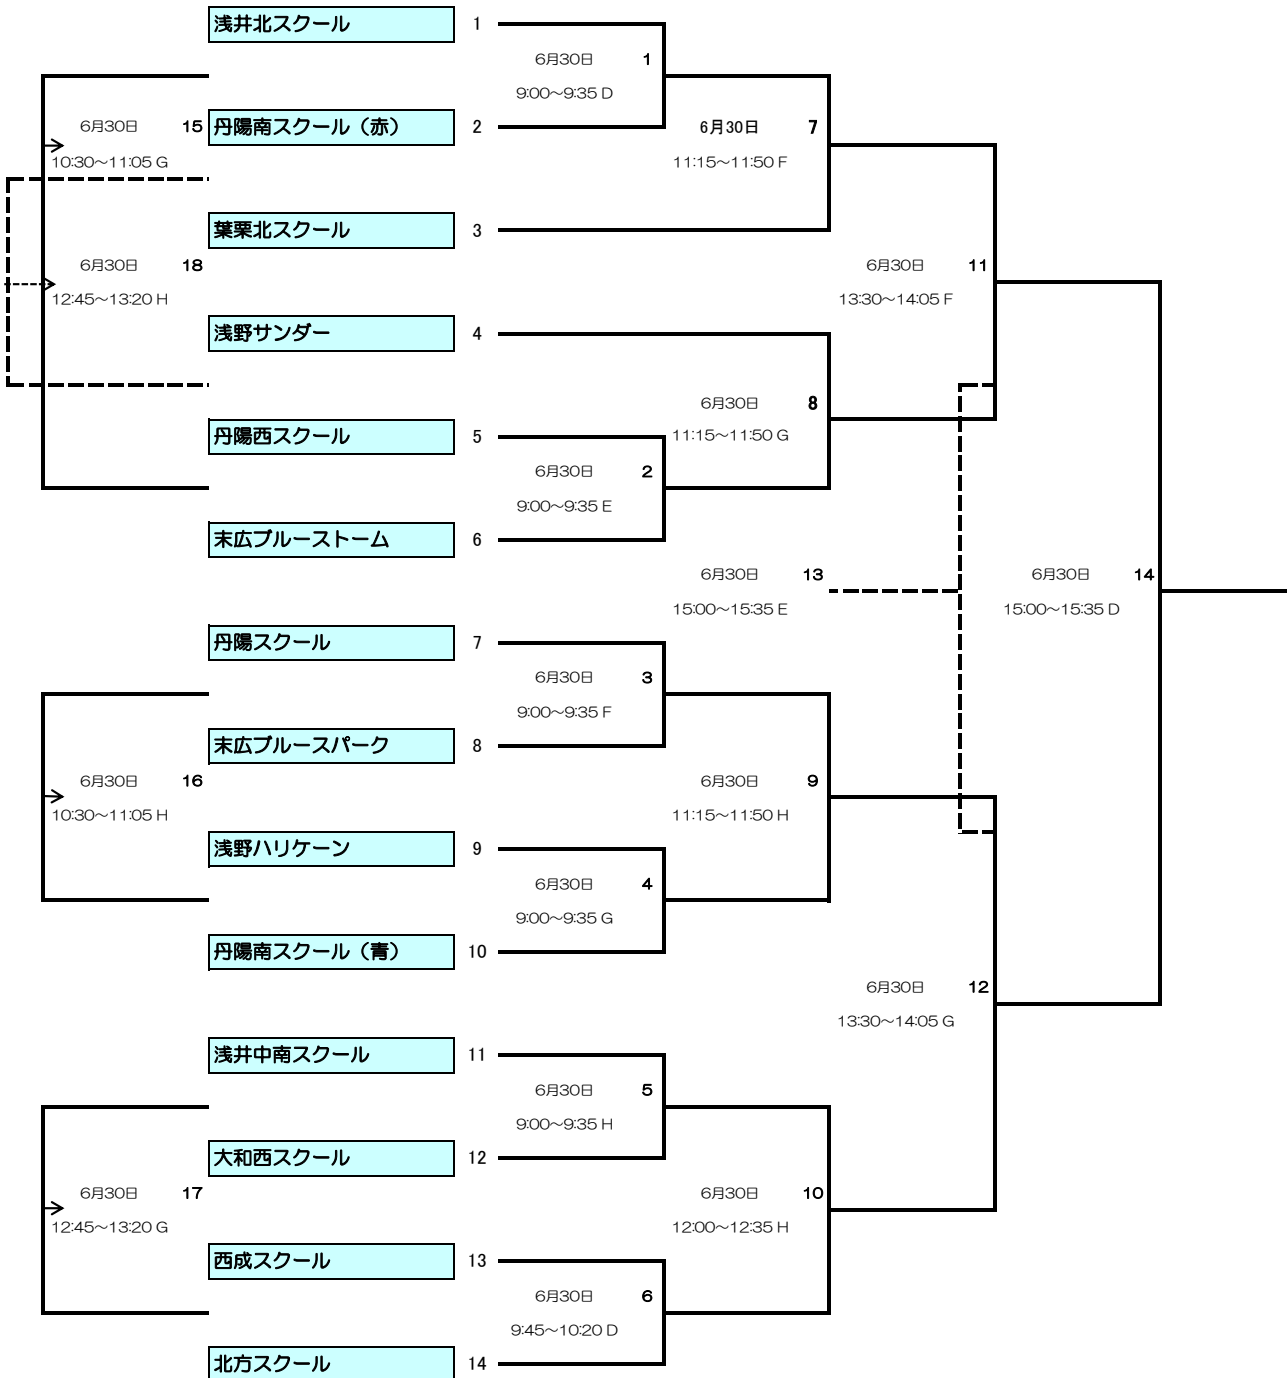 浅井北スクール 1
6月30日 1
9:00～9:35 D
6月30日 15 丹陽南スクール（赤） 2 6月30日 7
10:30～11:05 G 11:15～11:50 F
葉栗北スクール 3
6月30日 18 6月30日 11
12:45～13:20 H 13:30～14:05 F
浅野サンダー 4
6月30日 8
丹陽西スクール 5 11:15～11:50 G
6月30日 2
9:00～9:35 E
末広ブルーストーム 6
6月30日 13 6月30日 14
15:00～15:35 E 15:00～15:35 D
丹陽スクール 7
6月30日 3
9:00～9:35 F
末広ブルースパーク 8
6月30日 16 6月30日 9
10:30～11:05 H 11:15～11:50 H
浅野ハリケーン 9
6月30日 4
9:00～9:35 G
丹陽南スクール（青） 10
6月30日 12
13:30～14:05 G
浅井中南スクール 11
6月30日 5
9:00～9:35 H
大和西スクール 12
6月30日 17 6月30日 10
12:45～13:20 G 12:00～12:35 H
西成スクール 13
6月30日 6
9:45～10:20 D
北方スクール 14